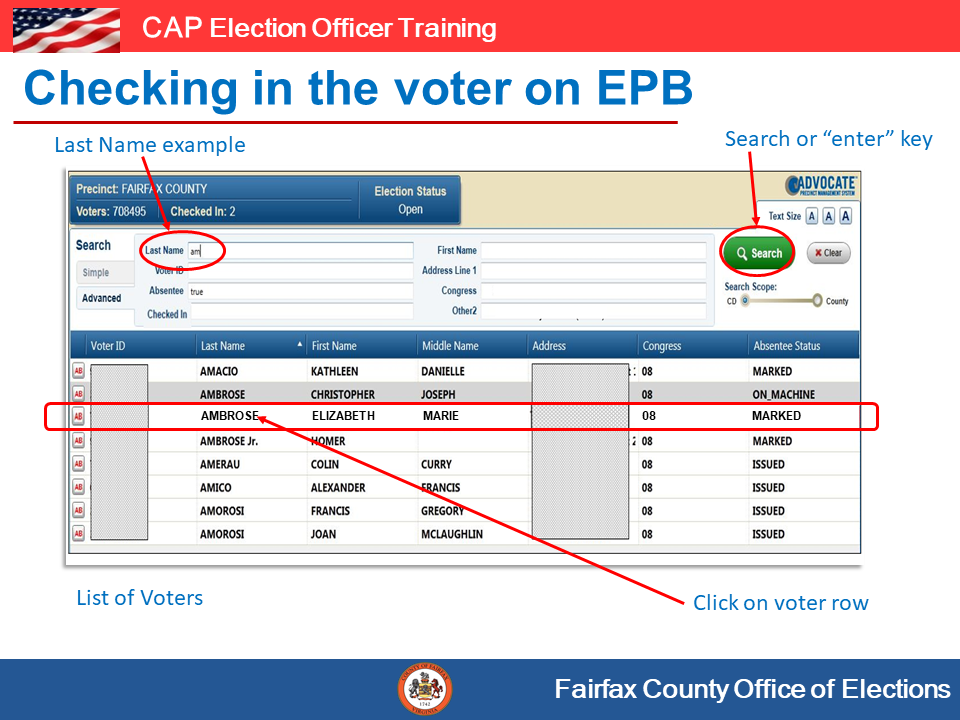 CAP Election Officer Training
Checking in the voter on EPB
Last Name example
Search or “enter” key
Precinct: FAIRFAX COUNTY
Voters: 708495 Checked In: 2
Election Status
Open
ADVOCATE
PRECINCT MANAGEMENT SYSTEM
Text Size A A A
Search
Simple
Advanced
Last Name am First Name
Voter ID Address Line 1
Absentee true Congress
Checked In Other2
Search
Clear
Search Scope:
CD County
Voter ID Last Name First Name Middle Name Address Congress Absentee Status
AB AMACIO KATHLEEN DANIELLE 08 MARKED
AB AMBROSE CHRISTOPHER JOSEPH 08 ON_MACHINE
AB AMBROSE ELIZABETH MARIE 08 MARKED
AB AMBROSE Jr. HOMER 08 MARKED
AB AMERAU COLIN CURRY 08 ISSUED
AB AMICO ALEXANDER FRANCIS 08 ISSUED
AB AMOROSI FRANCIS GREGORY 08 ISSUED
AB AMOROSI JOAN MCLAUGHLIN 08 ISSUED
List of Voters
Click on voter row
COUNTY OF FAIRFAX
VIRGINIA
1742
Fairfax County Office of Elections